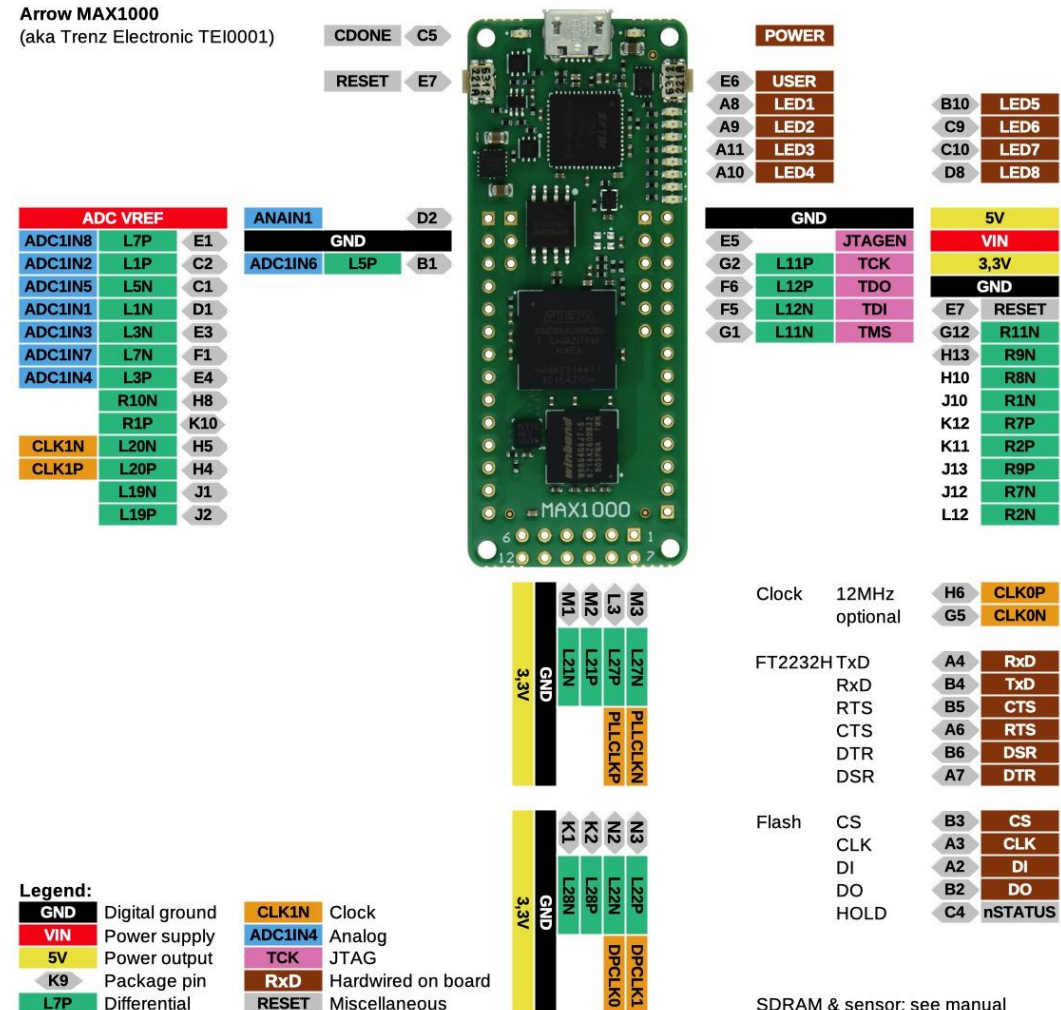 Arrow MAX1000
(aka Trenz Electronic TEI0001)
CDONE C5
RESET E7
POWER
E6 USER
A8 LED1
A9 LED2
A11 LED3
A10 LED4
B10 LED5
C9 LED6
C10 LED7
D8 LED8
ADC VREF
ADC1IN8 L7P E1
ADC1IN2 L1P C2
ADC1IN5 L5N C1
ADC1IN1 L1N D1
ADC1IN3 L3N E3
ADC1IN7 L7N F1
ADC1IN4 L3P E4
R10N H8
R1P K10
CLK1N L20N H5
CLK1P L20P H4
L19N J1
L19P J2
ANAIN1 D2
GND
ADC1IN6 L5P B1
winbond
MAX1000
6 1
12 7
GND
E5 JTAGEN
G2 L11P TCK
F6 L12P TDO
F5 L12N TDI
G1 L11N TMS
5V
VIN
3,3V
GND
E7 RESET
G12 R11N
H13 R9N
H10 R8N
J10 R1N
K12 R7P
K11 R2P
J13 R9P
J12 R7N
L12 R2N
3,3V
GND
M1 L21N
M2 L21P
L3 L27P PLLCLKP
M3 L27N PLLCLKN
3,3V
GND
K1 L28N
K2 L28P
N2 L22N DPCLK0
N3 L22P DPCLK1
Clock 12MHz H6 CLK0P
optional G5 CLK0N
FT2232H TxD A4 RxD
RxD B4 TxD
RTS B5 CTS
CTS A6 RTS
DTR B6 DSR
DSR A7 DTR
Flash CS B3 CS
CLK A3 CLK
DI A2 DI
DO B2 DO
HOLD C4 nSTATUS
Legend:
GND Digital ground CLK1N Clock
VIN Power supply ADC1IN4 Analog
5V Power output TCK JTAG
K9 Package pin RxD Hardwired on board
L7P Differential RESET Miscellaneous
SDRAM & sensor: see manual